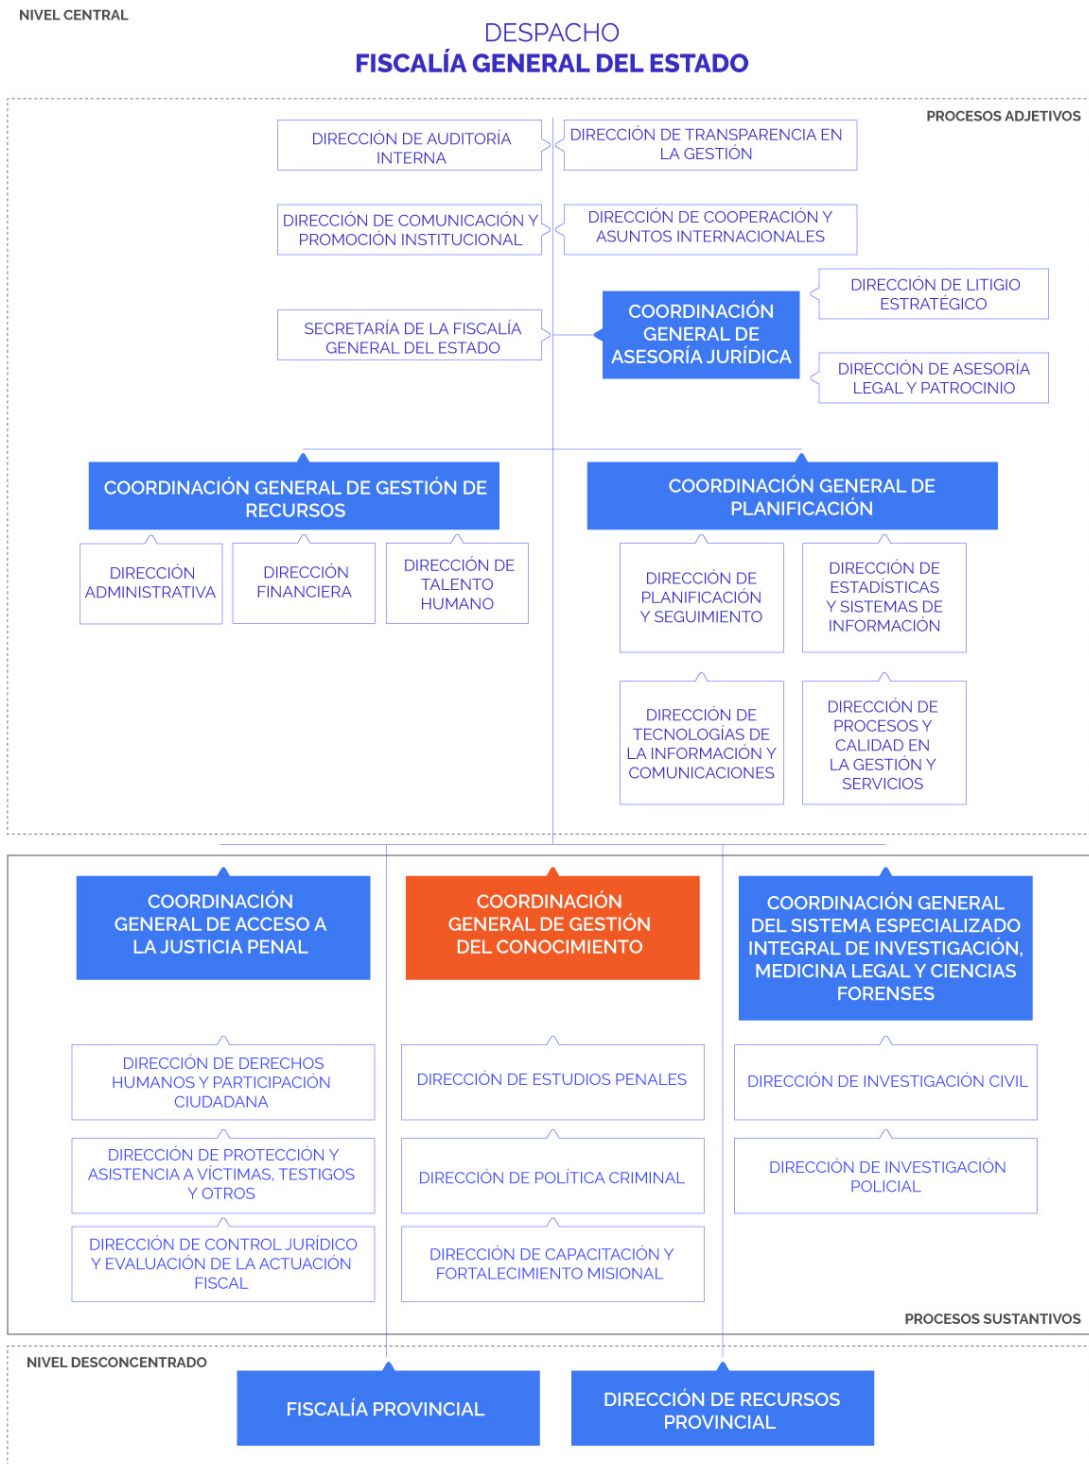 NIVEL CENTRAL
DESPACHO
FISCALÍA GENERAL DEL ESTADO
PROCESOS ADJETIVOS
DIRECCIÓN DE AUDITORÍA
INTERNA
DIRECCIÓN DE TRANSPARENCIA EN
LA GESTIÓN
DIRECCIÓN DE COMUNICACIÓN Y
PROMOCIÓN INSTITUCIONAL
DIRECCIÓN DE COOPERACIÓN Y
ASUNTOS INTERNACIONALES
SECRETARÍA DE LA FISCALÍA
GENERAL DEL ESTADO
COORDINACIÓN
GENERAL DE
ASESORÍA JURÍDICA
DIRECCIÓN DE LITIGIO
ESTRATÉGICO
DIRECCIÓN DE ASESORÍA
LEGAL Y PATROCINIO
COORDINACIÓN GENERAL DE GESTIÓN DE
RECURSOS
DIRECCIÓN
ADMINISTRATIVA
DIRECCIÓN
FINANCIERA
DIRECCIÓN DE
TALENTO
HUMANO
COORDINACIÓN GENERAL DE
PLANIFICACIÓN
DIRECCIÓN DE
PLANIFICACIÓN
Y SEGUIMIENTO
DIRECCIÓN DE
ESTADÍSTICAS
Y SISTEMAS DE
INFORMACIÓN
DIRECCIÓN DE
TECNOLOGÍAS DE
LA INFORMACIÓN Y
COMUNICACIONES
DIRECCIÓN DE
PROCESOS Y
CALIDAD EN
LA GESTIÓN Y
SERVICIOS
COORDINACIÓN
GENERAL DE ACCESO A
LA JUSTICIA PENAL
DIRECCIÓN DE DERECHOS
HUMANOS Y PARTICIPACIÓN
CIUDADANA
DIRECCIÓN DE PROTECCIÓN Y
ASISTENCIA A VÍCTIMAS, TESTIGOS
Y OTROS
DIRECCIÓN DE CONTROL JURÍDICO
Y EVALUACIÓN DE LA ACTUACIÓN
FISCAL
COORDINACIÓN
GENERAL DE GESTIÓN
DEL CONOCIMIENTO
DIRECCIÓN DE ESTUDIOS PENALES
DIRECCIÓN DE POLÍTICA CRIMINAL
DIRECCIÓN DE CAPACITACIÓN Y
FORTALECIMIENTO MISIONAL
COORDINACIÓN GENERAL
DEL SISTEMA ESPECIALIZADO
INTEGRAL DE INVESTIGACIÓN,
MEDICINA LEGAL Y CIENCIAS
FORENSES
DIRECCIÓN DE INVESTIGACIÓN CIVIL
DIRECCIÓN DE INVESTIGACIÓN
POLICIAL
PROCESOS SUSTANTIVOS
NIVEL DESCONCENTRADO
FISCALÍA PROVINCIAL
DIRECCIÓN DE RECURSOS
PROVINCIAL